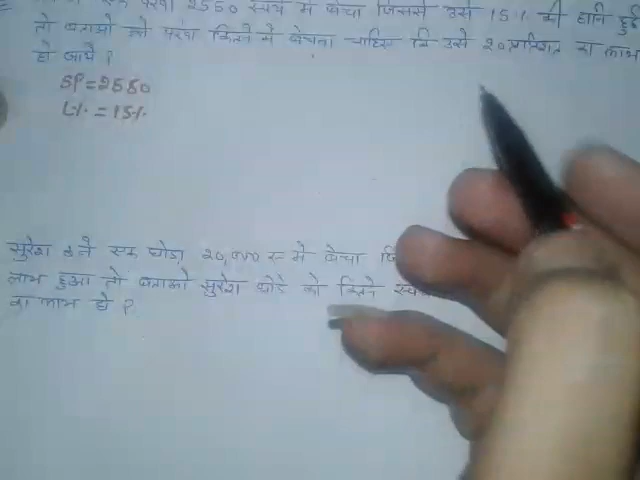 एक पंखा 2550 रूपये में बेचा जिससे उसे 15% की हानि हुई
तो बताओ को पंखा कितने में बेचना चाहिए कि उसे 20 प्रतिशत का लाभ
हो जाये ?
SP = 2550
L% = 15%
सुरेश ने एक घोडा 20,000 रू में बेचा
लाभ हुआ तो बताओ सुरेश घोडे को किसने
का लाभ हो ?